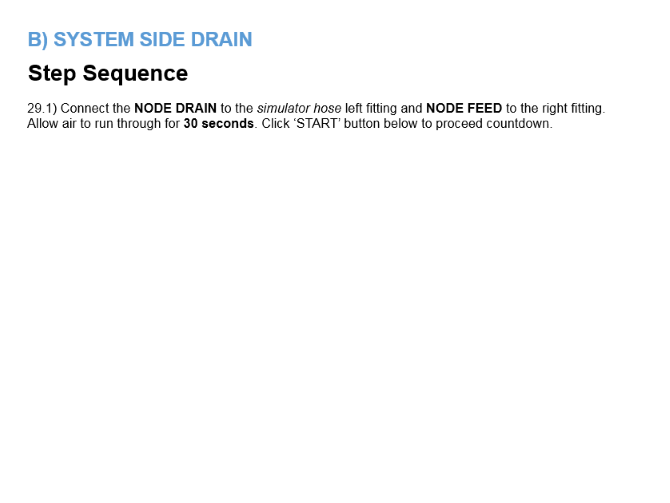 B) SYSTEM SIDE DRAIN
Step Sequence
29.1) Connect the NODE DRAIN to the simulator hose left fitting and NODE FEED to the right fitting.
Allow air to run through for 30 seconds. Click ‘START’ button below to proceed countdown.